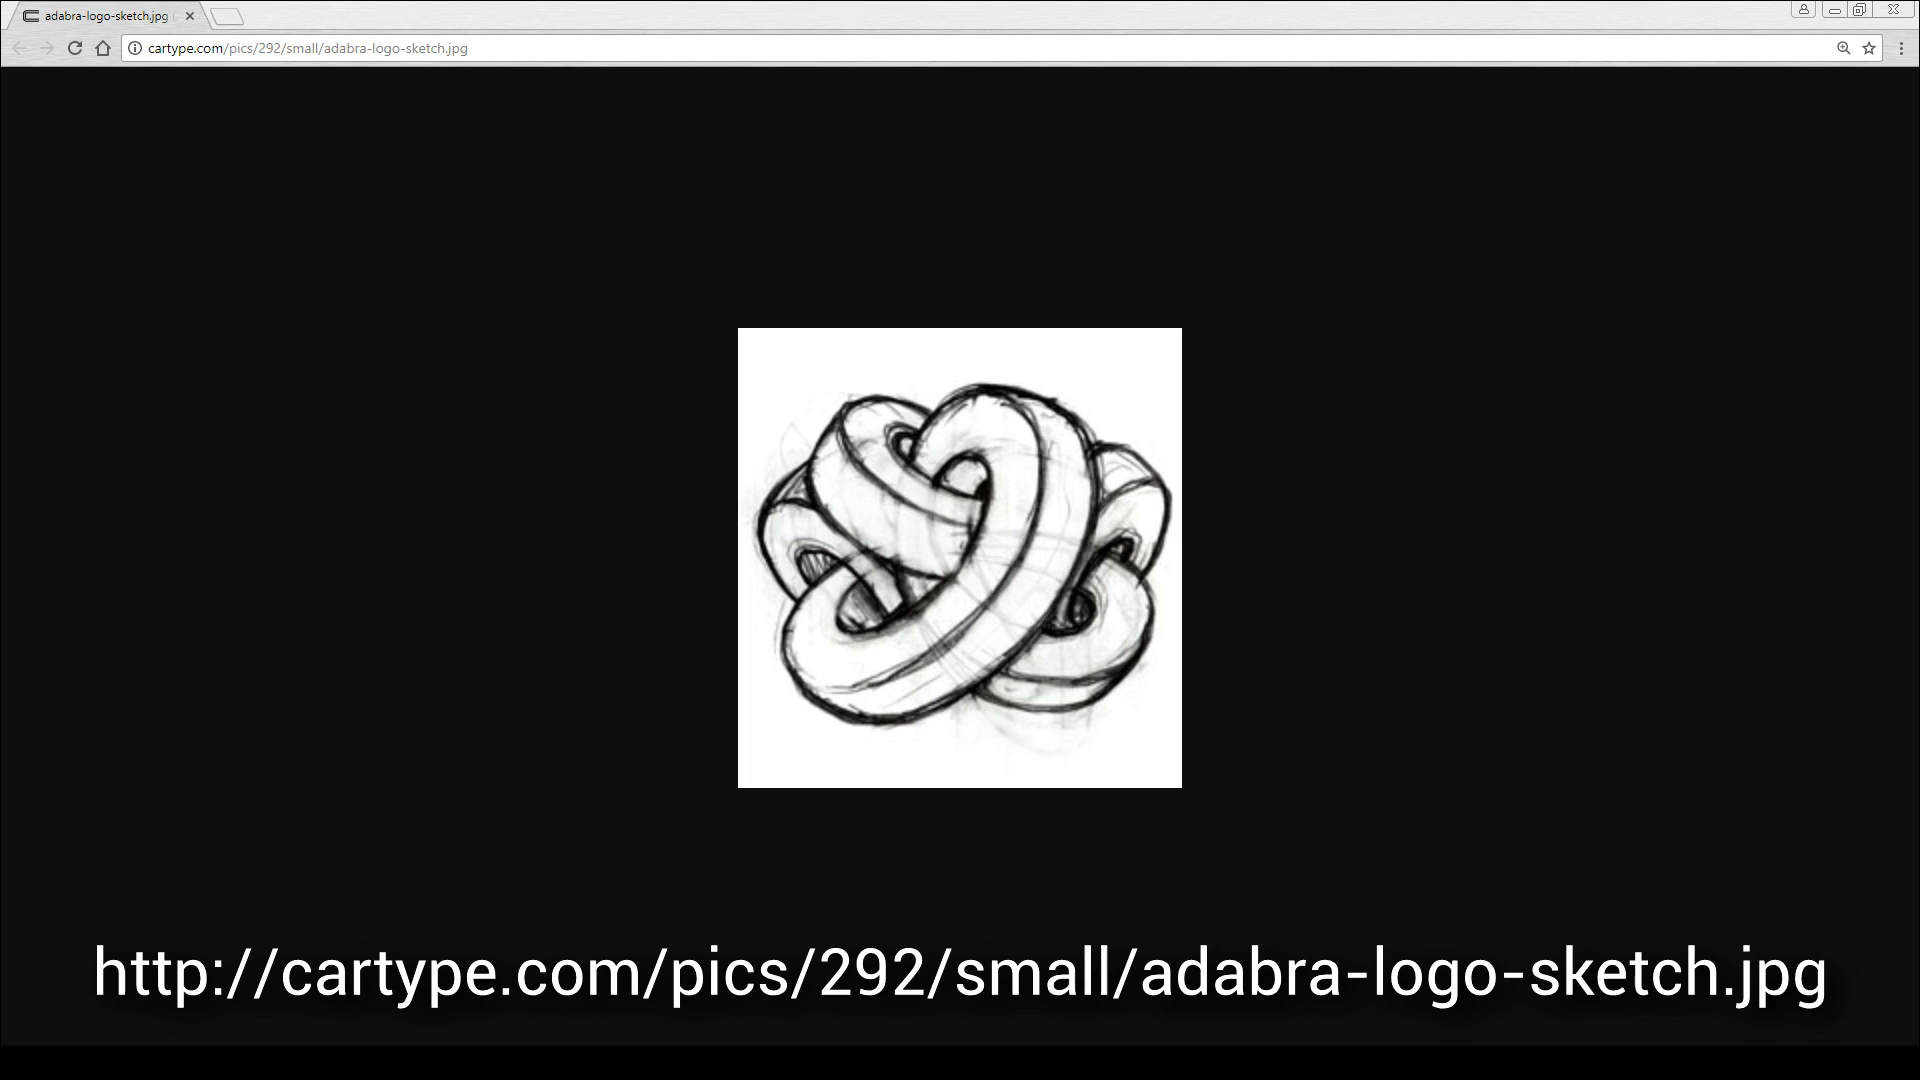 adabra-logo-sketch.jpg (
cartype.com/pics/292/small/adabra-logo-sketch.jpg
http://cartype.com/pics/292/small/adabra-logo-sketch.jpg